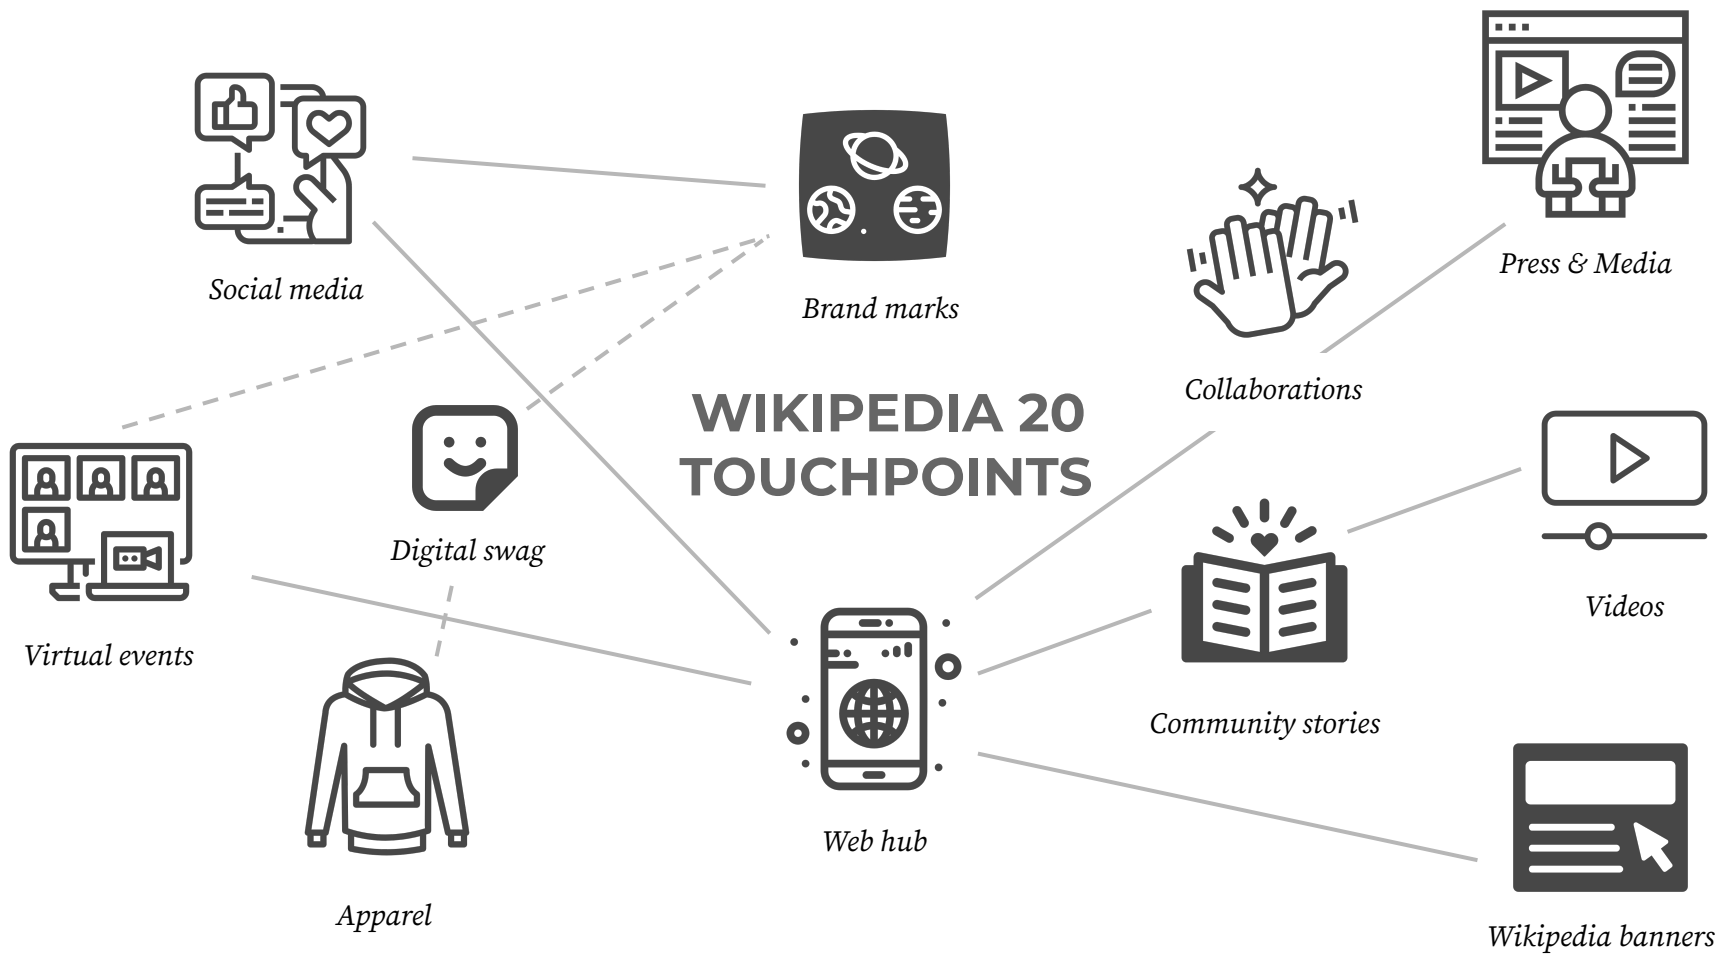 Social media
Brand marks
Press & Media
Collaborations
WIKIPEDIA 20
TOUCHPOINTS
Digital swag
Videos
Virtual events
Community stories
Web hub
Apparel
Wikipedia banners